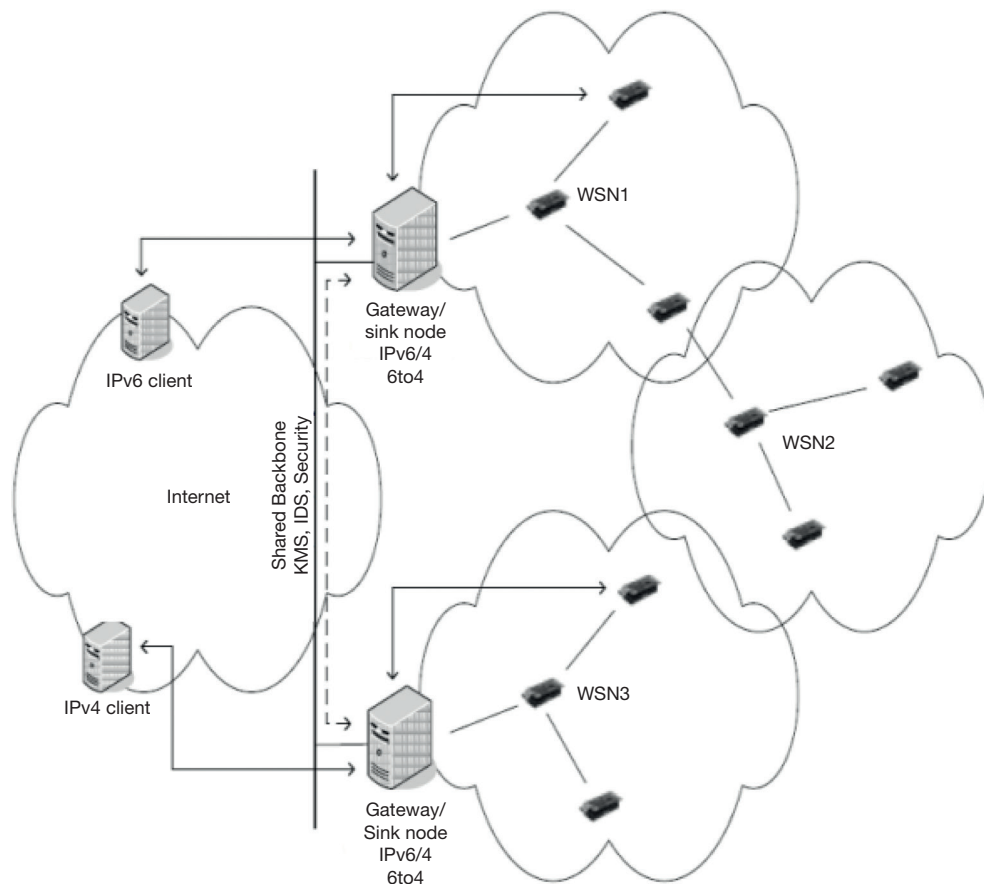 WSN1
Gateway/
sink node
IPv6/4
6to4
IPv6 client
WSN2
Internet
Shared Backbone
KMS, IDS, Security
WSN3
IPv4 client
Gateway/
Sink node
IPv6/4
6to4